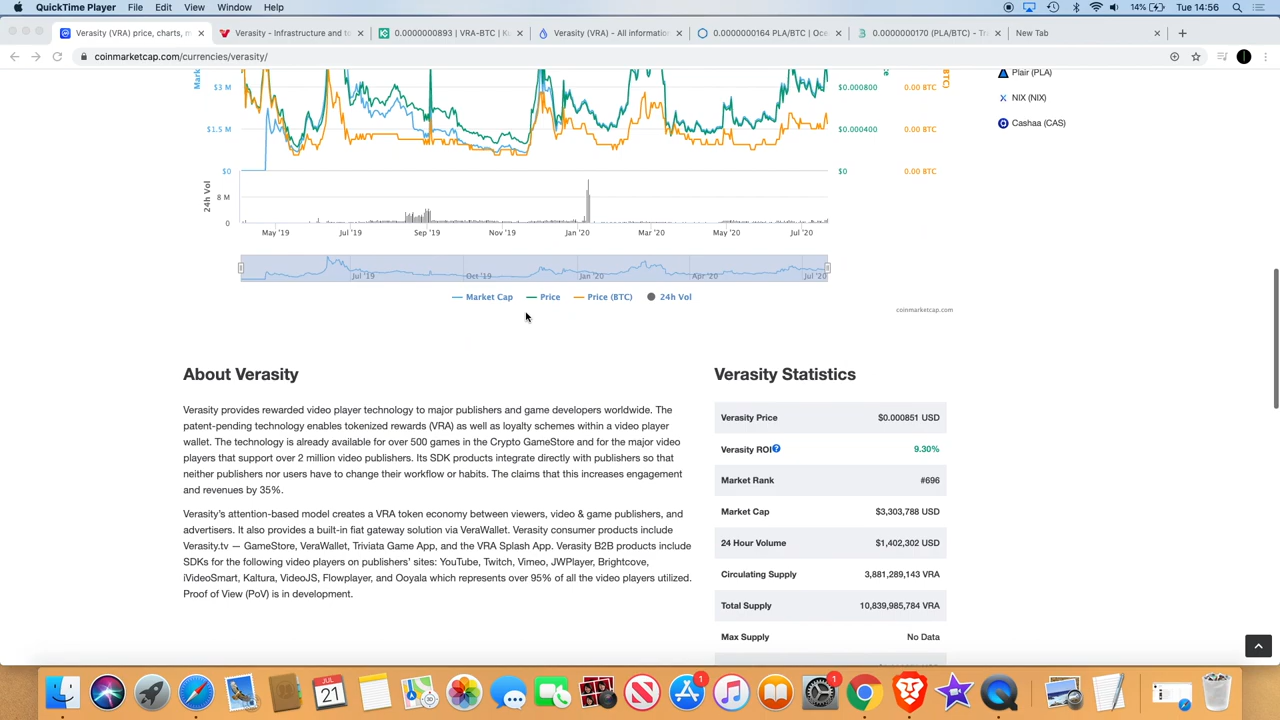 QuickTime Player File Edit View Window Help 14% Tue 14:56
Verasity (VRA) price, charts, m Verasity - Infrastructure and to 0.0000000893 | VRA-BTC | K Verasity (VRA) - All information 0.0000000164 PLA/BTC | Oc 0.0000000170 (PLA/BTC) - Tr New Tab
coinmarketcap.com/currencies/verasity/
Plair (PLA)
$3 M $0.000800 0.00 BTC
NIX (NIX)
$1.5 M $0.000400 0.00 BTC
Cashaa (CAS)
$0 $0 0.00 BTC
24h Vol
8 M
0
May '19 Jul '19 Sep '19 Nov '19 Jan '20 Mar '20 May '20 Jul '20
Jul '19 Oct '19 Jan '20 Apr '20 Jul '20
Market Cap Price Price (BTC) 24h Vol
coinmarketcap.com
About Verasity
Verasity provides rewarded video player technology to major publishers and game developers worldwide. The
patent-pending technology enables tokenized rewards (VRA) as well as loyalty schemes within a video player
wallet. The technology is already available for over 500 games in the Crypto GameStore and for the major video
players that support over 2 million video publishers. Its SDK products integrate directly with publishers so that
neither publishers nor users have to change their workflow or habits. The claims that this increases engagement
and revenues by 35%.
Verasity's attention-based model creates a VRA token economy between viewers, video & game publishers, and
advertisers. It also provides a built-in fiat gateway solution via VeraWallet. Verasity consumer products include
Verasity.tv — GameStore, VeraWallet, Triviata Game App, and the VRA Splash App. Verasity B2B products include
SDKs for the following video players on publishers' sites: YouTube, Twitch, Vimeo, JWPlayer, Brightcove,
iVideoSmart, Kaltura, VideoJS, Flowplayer, and Ooyala which represents over 95% of all the video players utilized.
Proof of View (PoV) is in development.
Verasity Statistics
Verasity Price $0.000851 USD
Verasity ROI 9.30%
Market Rank #696
Market Cap $3,303,788 USD
24 Hour Volume $1,402,302 USD
Circulating Supply 3,881,289,143 VRA
Total Supply 10,839,985,784 VRA
Max Supply No Data
JUL
21
1
1